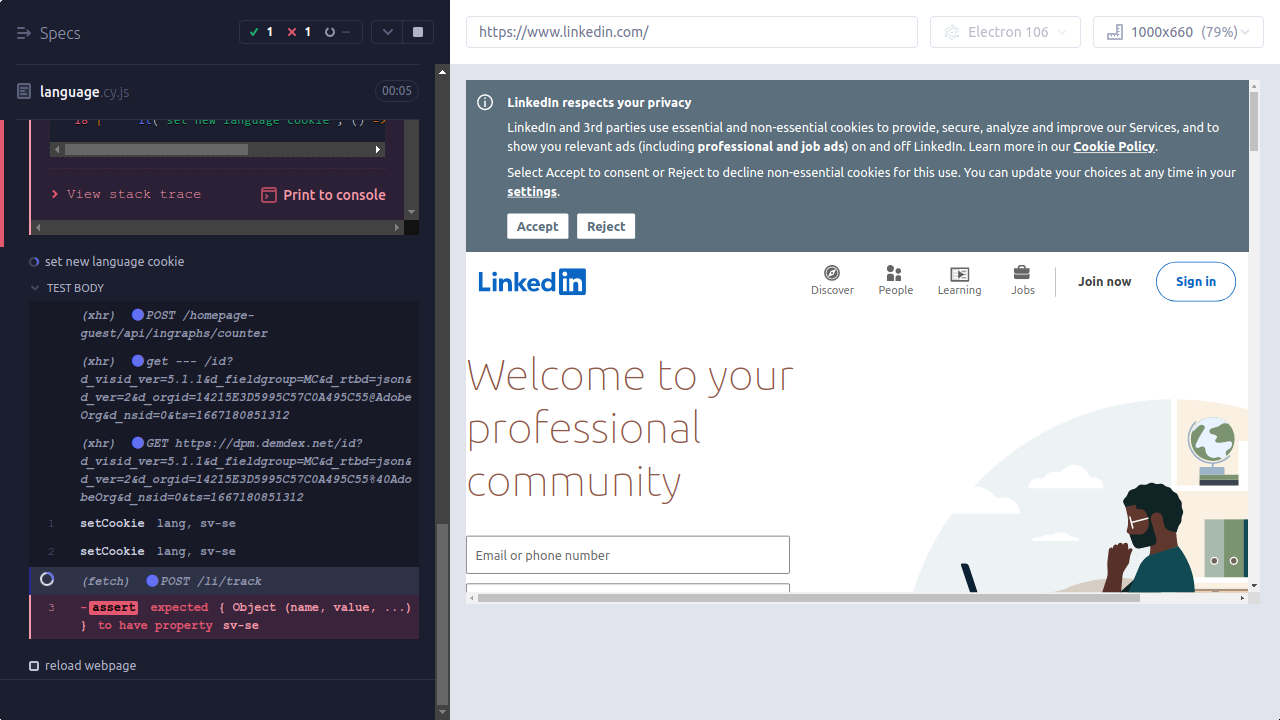 Specs
1
1
--
language.cy.js
00:05
18 | it('set new language cookie', () =>
View stack trace
Print to console
set new language cookie
TEST BODY
(xhr) POST /homepage-
guest/api/ingraphs/counter
(xhr) get --- /id?
d_visid_ver=5.1.1&d_fieldgroup=MC&d_rtbd=json&
d_ver=2&d_orgid=14215E3D5995C57C0A495C55@Adobe
Org&d_nsid=0&ts=1667180851312
(xhr) GET https://dpm.demdex.net/id?
d_visid_ver=5.1.1&d_fieldgroup=MC&d_rtbd=json&
d_ver=2&d_orgid=14215E3D5995C57C0A495C55%40Ado
beOrg&d_nsid=0&ts=1667180851312
1 setCookie lang, sv-se
2 setCookie lang, sv-se
(fetch) POST /li/track
3 -assert expected { Object (name, value, ...)
} to have property sv-se
reload webpage
https://www.linkedin.com/
Electron 106
1000x660 (79%)
LinkedIn respects your privacy
LinkedIn and 3rd parties use essential and non-essential cookies to provide, secure, analyze and improve our Services, and to
show you relevant ads (including professional and job ads) on and off LinkedIn. Learn more in our Cookie Policy.
Select Accept to consent or Reject to decline non-essential cookies for this use. You can update your choices at any time in your
settings.
Accept
Reject
Linked in
Discover
People
Learning
Jobs
Join now
Sign in
Welcome to your
professional
community
Email or phone number